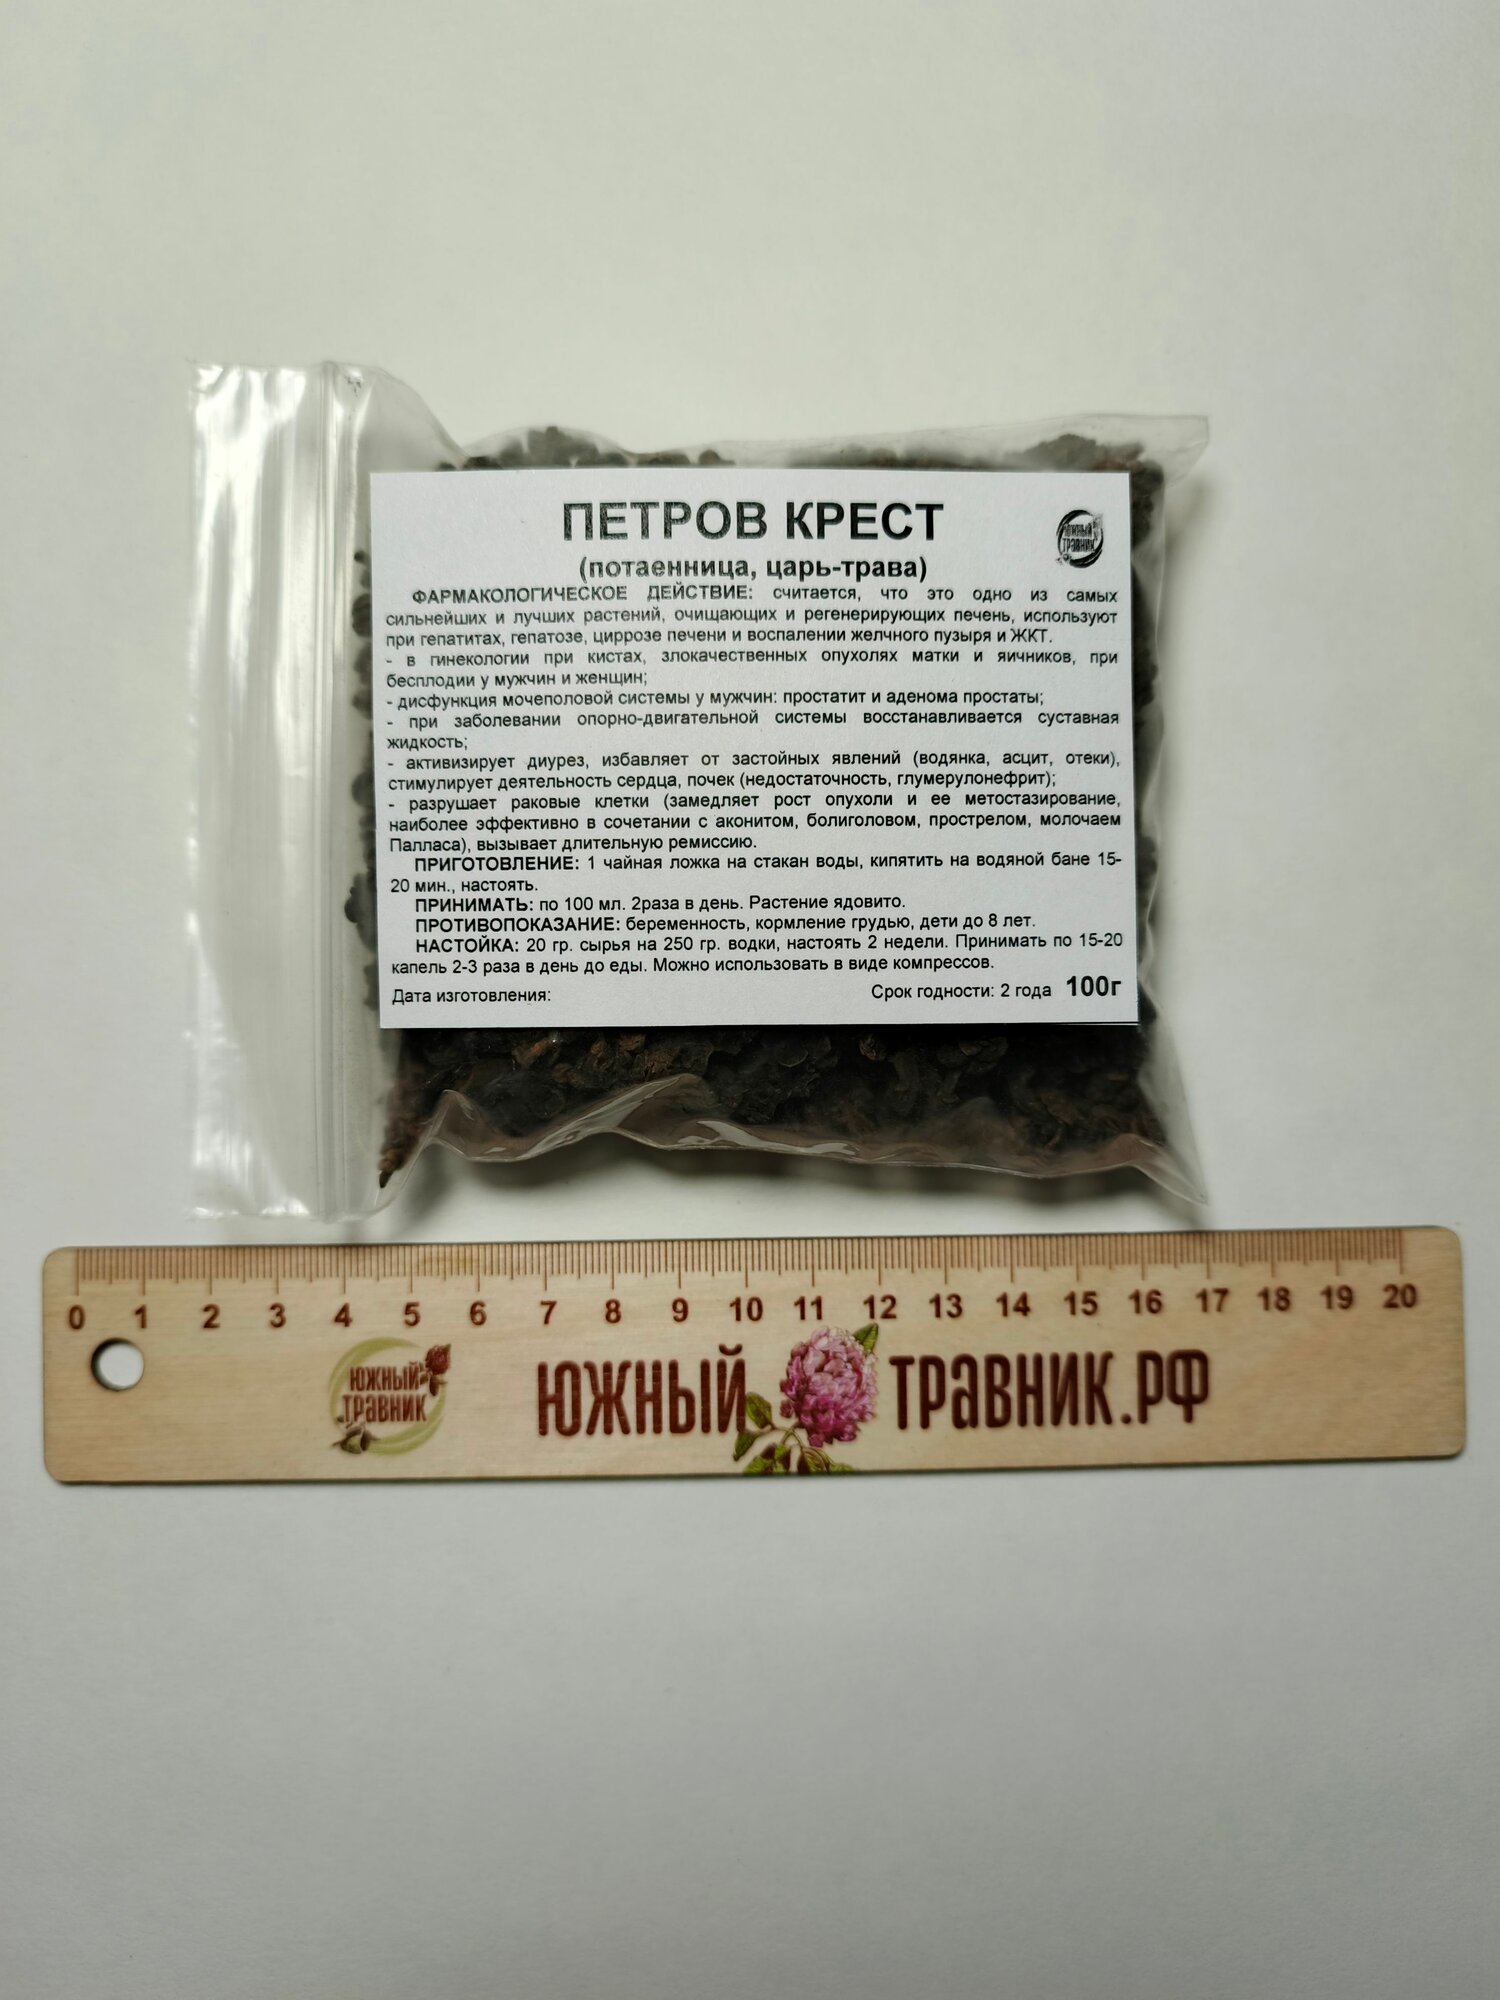 ПЕТРОВ КРЕСТ
ЮЖНЫЙ
ТРАВНИК
(потаенница, царь-трава)
ФАРМАКОЛОГИЧЕСКОЕ ДЕЙСТВИЕ: считается, что это одно из самых
сильнейших и лучших растений, очищающих и регенерирующих печень, используют
при гепатитах, гепатозе, циррозе печени и воспалении желчного пузыря и ЖКТ.
- в гинекологии при кистах, злокачественных опухолях матки и яичников, при
бесплодии у мужчин и женщин;
- дисфункция мочеполовой системы у мужчин: простатит и аденома простаты;
- при заболевании опорно-двигательной системы восстанавливается суставная
жидкость;
- активизирует диурез, избавляет от застойных явлений (водянка, асцит, отеки),
стимулирует деятельность сердца, почек (недостаточность, глумерулонефрит);
- разрушает раковые клетки (замедляет рост опухоли и ее метостазирование,
наиболее эффективно в сочетании с аконитом, болиголовом, прострелом, молочаем
Палласа), вызывает длительную ремиссию.
ПРИГОТОВЛЕНИЕ: 1 чайная ложка на стакан воды, кипятить на водяной бане 15-
20 мин., настоять.
ПРИНИМАТЬ: по 100 мл. 2раза в день. Растение ядовито.
ПРОТИВОПОКАЗАНИЕ: беременность, кормление грудью, дети до 8 лет.
НАСТОЙКА: 20 гр. сырья на 250 гр. водки, настоять 2 недели. Принимать по 15-20
капель 2-3 раза в день до еды. Можно использовать в виде компрессов.
Дата изготовления: Срок годности: 2 года 100г
0 1 2 3 4 5 6 7 8 9 10 11 12 13 14 15 16 17 18 19 20
ЮЖНЫЙ
ТРАВНИК
ЮЖНЫЙ ТРАВНИК.РФ